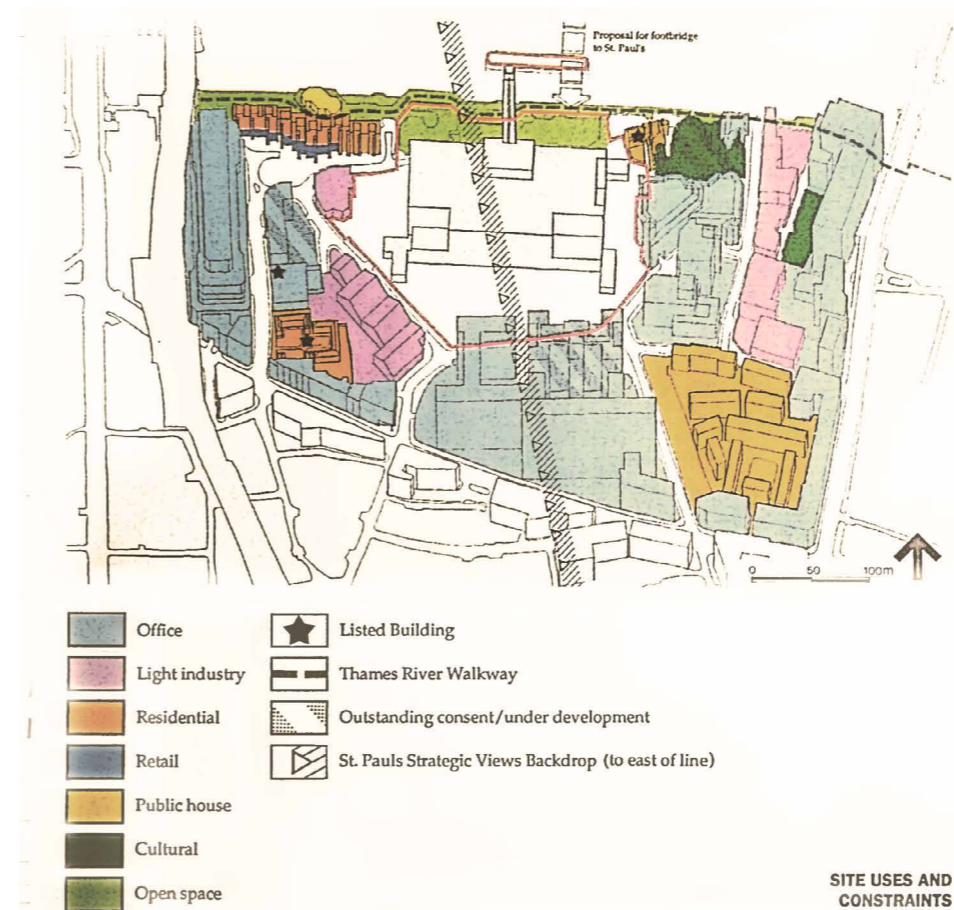 Proposal for footbridge
to St. Paul's
0 50 100m
Office
Light industry
Residential
Retail
Public house
Cultural
Open space
Listed Building
Thames River Walkway
Outstanding consent/under development
St. Pauls Strategic Views Backdrop (to east of line)
SITE USES AND
CONSTRAINTS